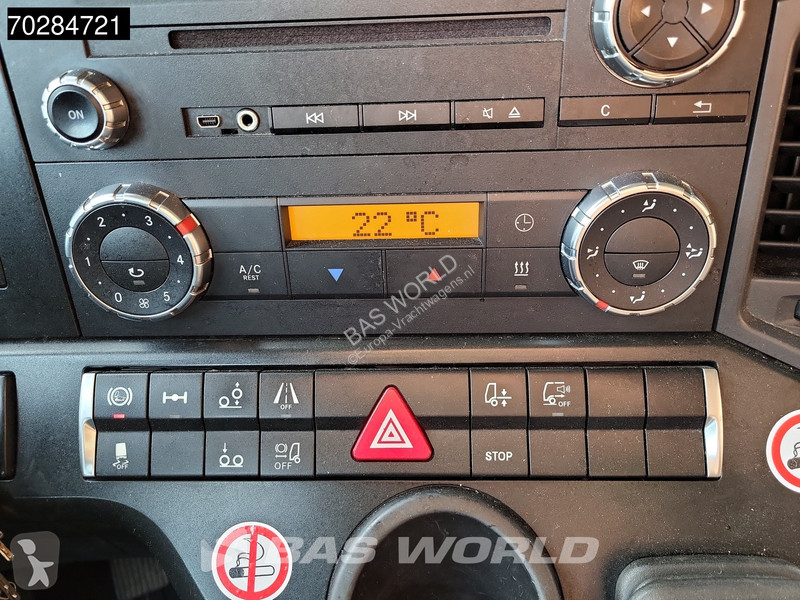 70284721
ON
C
2 3
1 4
0 5
22 °C
A/C
REST
BAS WORLD
©Europa-Vrachtwagens.nl
OFF
OFF
OFF
STOP
BAS WORLD